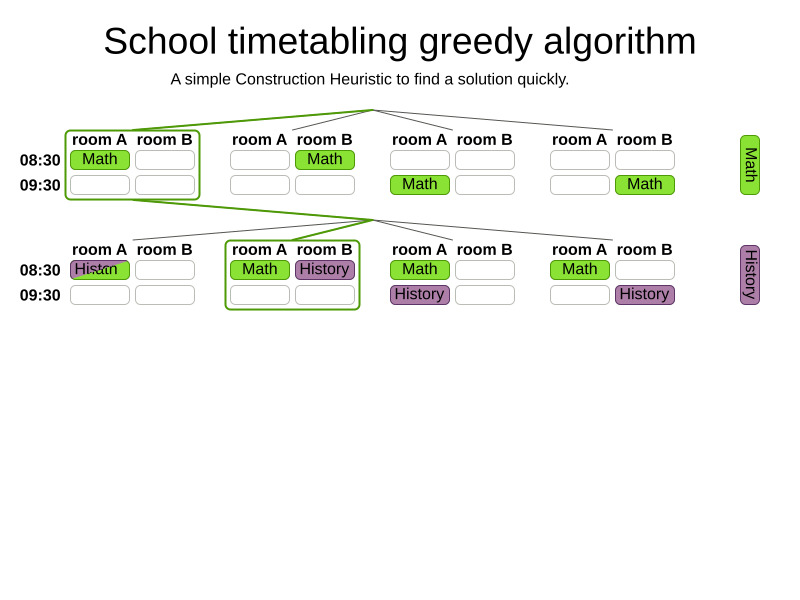 School timetabling greedy algorithm
A simple Construction Heuristic to find a solution quickly.
room A room B room A room B room A room B room A room B
08:30 Math Math
09:30 Math Math
Math
room A room B room A room B room A room B room A room B
08:30 Math History Math Math
09:30 History History
History